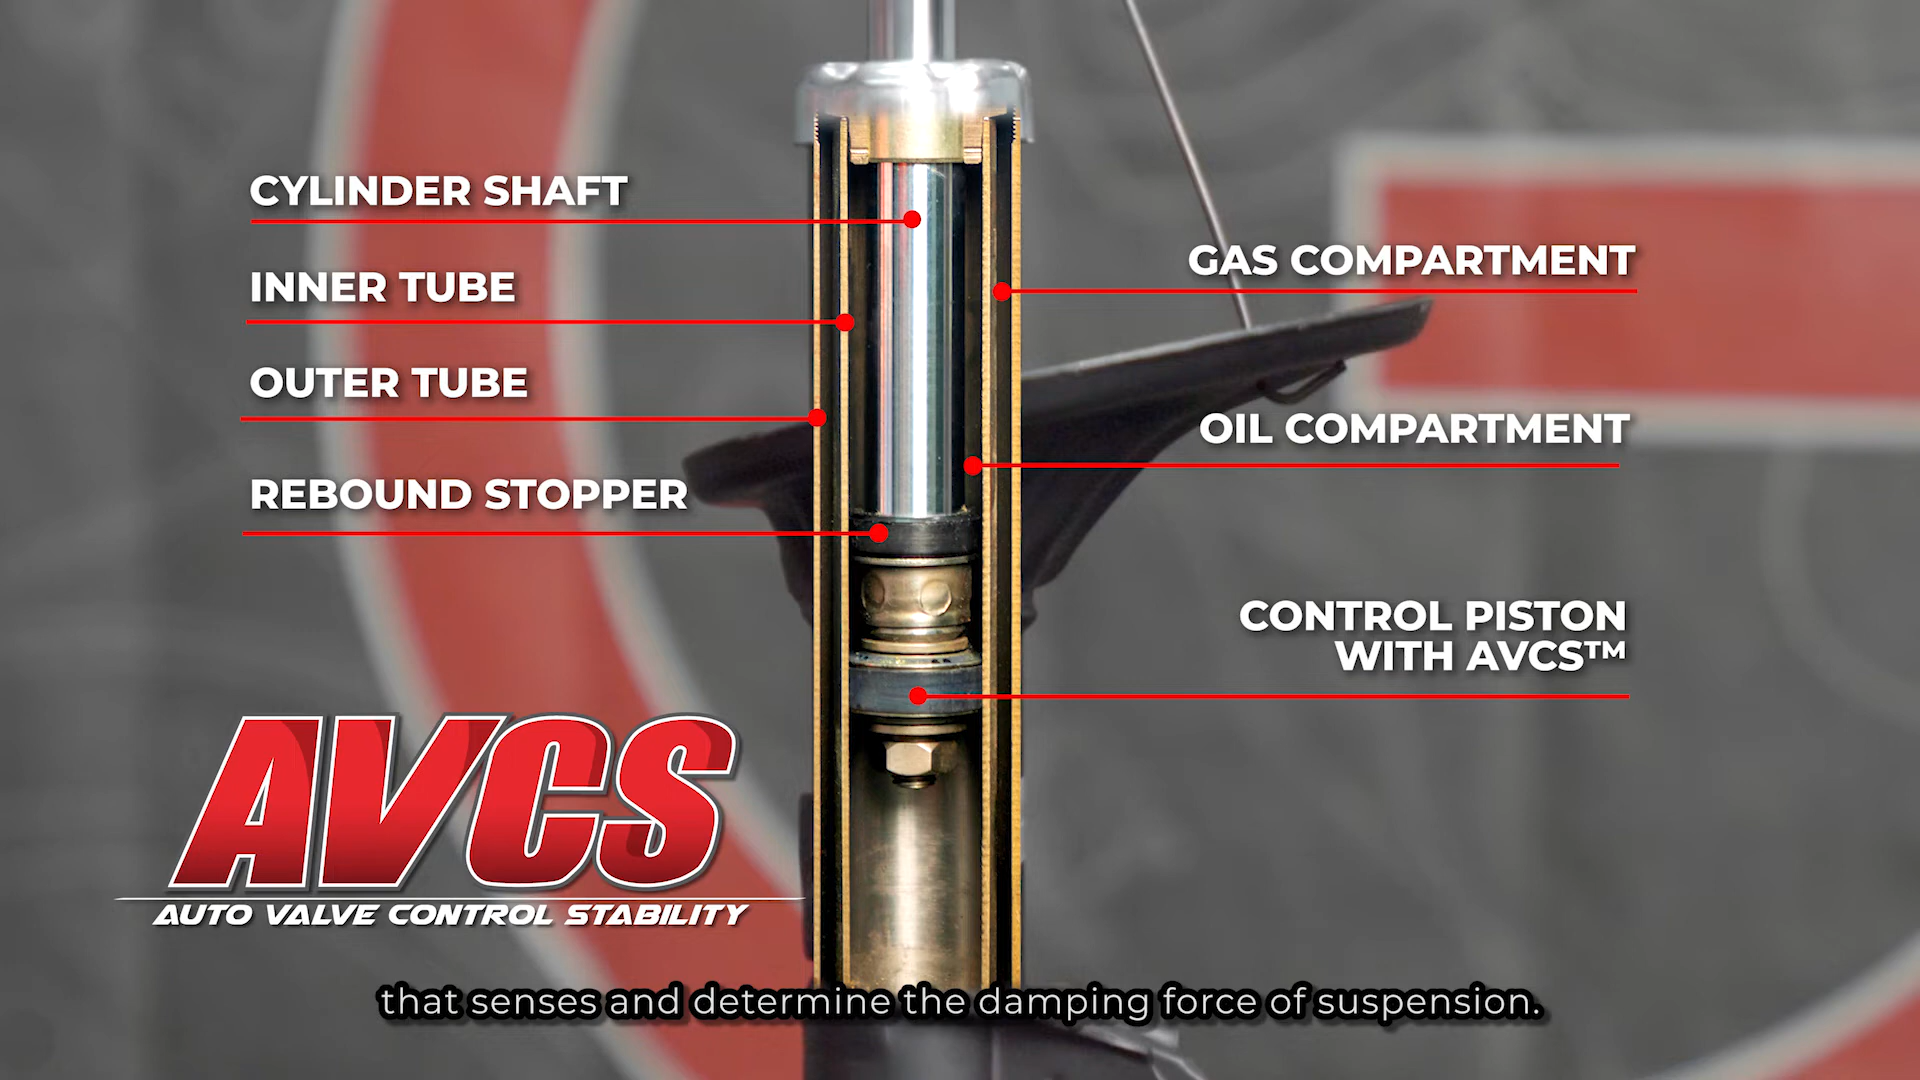 CYLINDER SHAFT
INNER TUBE
OUTER TUBE
REBOUND STOPPER
GAS COMPARTMENT
OIL COMPARTMENT
CONTROL PISTON
WITH AVCS™
AVCS
AUTO VALVE CONTROL STABILITY
that senses and determine the damping force of suspension.